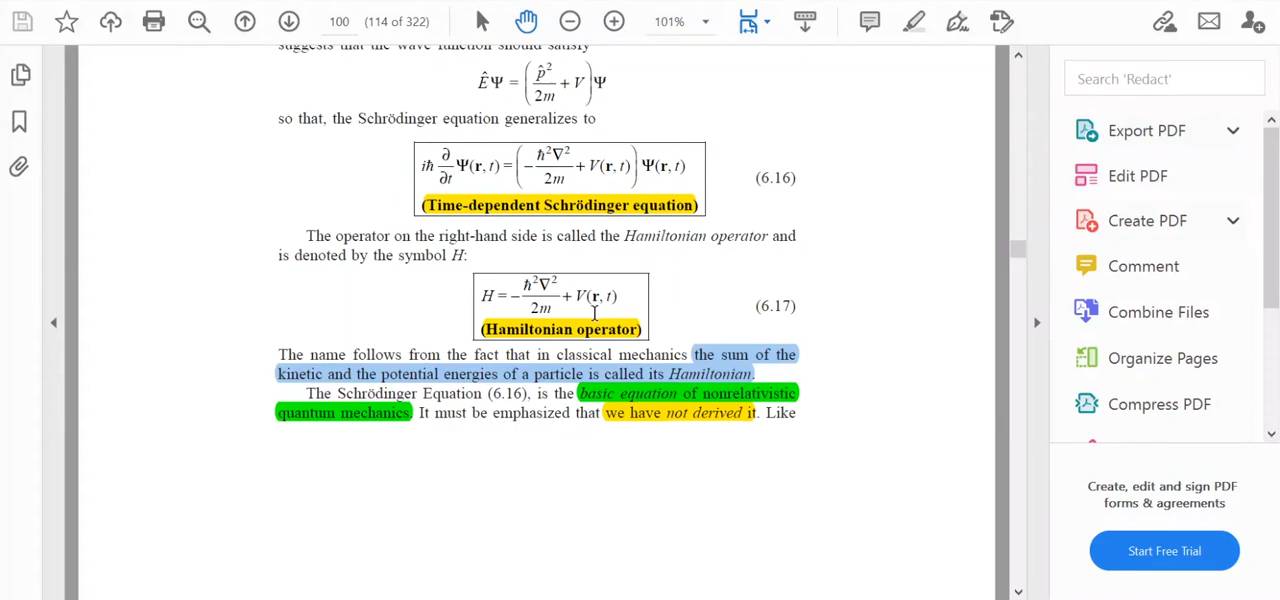 100 (114 of 322) 101%
suggests that the wave function should satisfy
ÊΨ = (p̂²/2m + V)Ψ
so that, the Schrödinger equation generalizes to
iħ ∂/∂t Ψ(r, t) = (−ħ²∇²/2m + V(r, t)) Ψ(r, t) (6.16)
(Time-dependent Schrödinger equation)
The operator on the right-hand side is called the Hamiltonian operator and
is denoted by the symbol H:
H = −ħ²∇²/2m + V(r, t) (6.17)
(Hamiltonian operator)
The name follows from the fact that in classical mechanics the sum of the
kinetic and the potential energies of a particle is called its Hamiltonian.
The Schrödinger Equation (6.16), is the basic equation of nonrelativistic
quantum mechanics. It must be emphasized that we have not derived it. Like
Search 'Redact'
Export PDF
Edit PDF
Create PDF
Comment
Combine Files
Organize Pages
Compress PDF
Create, edit and sign PDF
forms & agreements
Start Free Trial